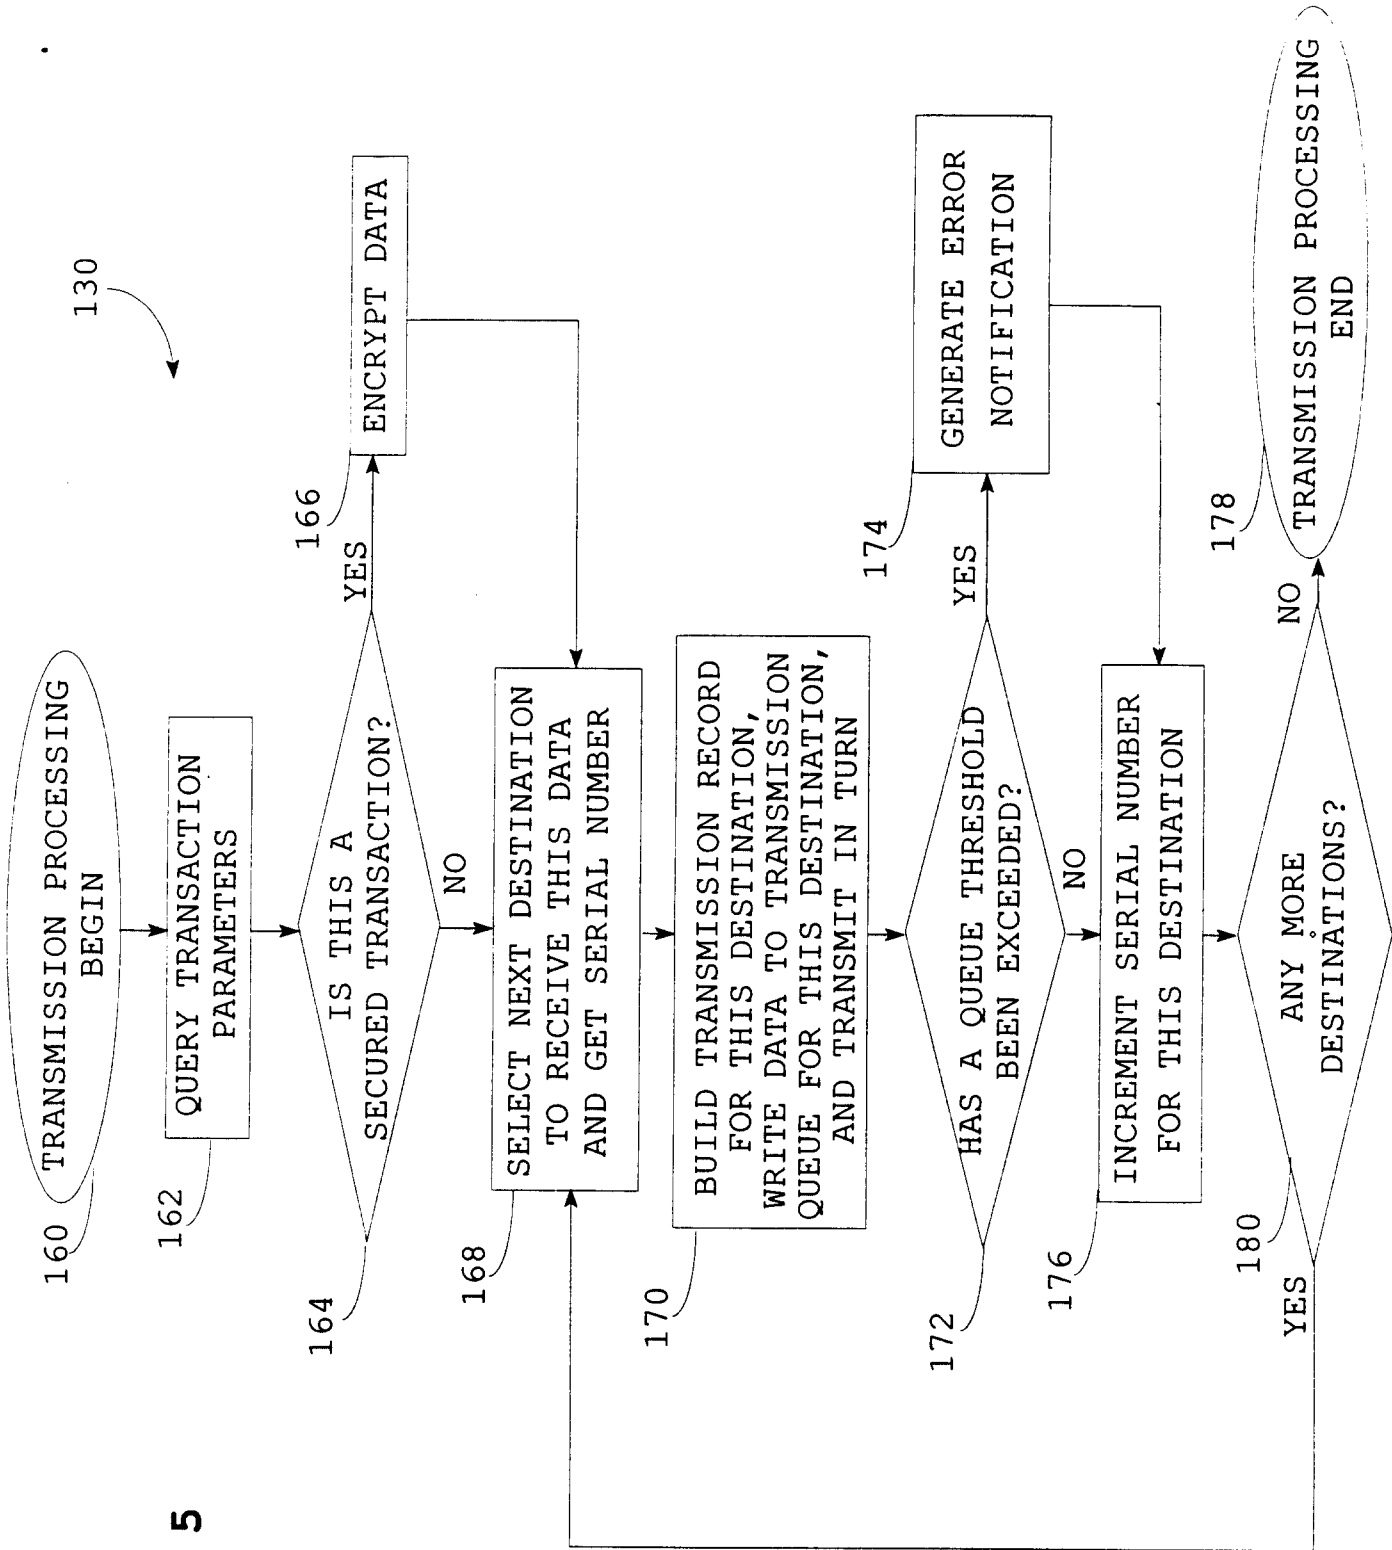 5
130
160
TRANSMISSION PROCESSING
BEGIN
162
QUERY TRANSACTION
PARAMETERS
164
IS THIS A
SECURED TRANSACTION?
YES
166
ENCRYPT DATA
NO
168
SELECT NEXT DESTINATION
TO RECEIVE THIS DATA
AND GET SERIAL NUMBER
170
BUILD TRANSMISSION RECORD
FOR THIS DESTINATION,
WRITE DATA TO TRANSMISSION
QUEUE FOR THIS DESTINATION,
AND TRANSMIT IN TURN
172
HAS A QUEUE THRESHOLD
BEEN EXCEEDED?
YES
174
GENERATE ERROR
NOTIFICATION
NO
176
INCREMENT SERIAL NUMBER
FOR THIS DESTINATION
180
ANY MORE
DESTINATIONS?
YES
NO
178
TRANSMISSION PROCESSING
END